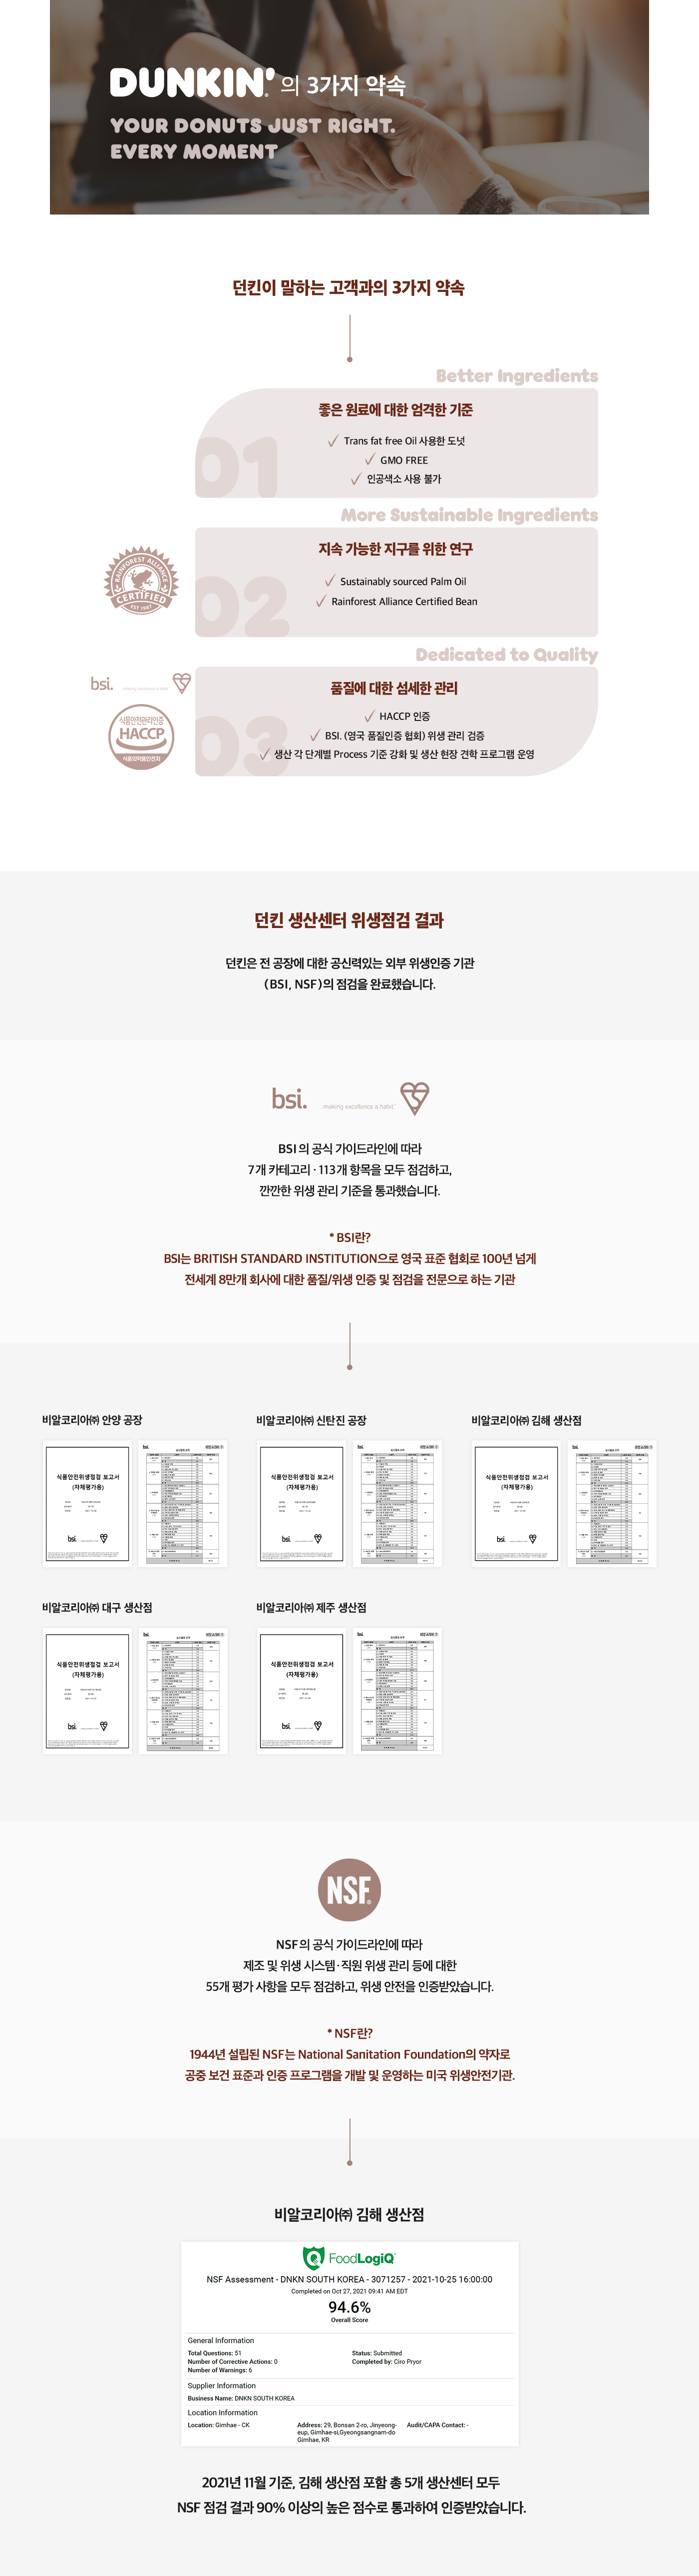 DUNKIN'의 3가지 약속
YOUR DONUTS JUST RIGHT.
EVERY MOMENT
던킨이 말하는 고객과의 3가지 약속
Better Ingredients
01
좋은 원료에 대한 엄격한 기준
Trans fat free Oil 사용한 도넛
GMO FREE
인공색소 사용 불가
More Sustainable Ingredients
RAINFOREST ALLIANCE
CERTIFIED
EST 1987
02
지속 가능한 지구를 위한 연구
Sustainably sourced Palm Oil
Rainforest Alliance Certified Bean
Dedicated to Quality
bsi.
식품안전관리인증
HACCP
식품의약품안전처
03
품질에 대한 섬세한 관리
HACCP 인증
BSI. (영국 품질인증 협회) 위생 관리 검증
생산 각 단계별 Process 기준 강화 및 생산 현장 견학 프로그램 운영
던킨 생산센터 위생점검 결과
던킨은 전 공장에 대한 공신력있는 외부 위생인증 기관
(BSI, NSF)의 점검을 완료했습니다.
bsi. ...making excellence a habit.™
BSI의 공식 가이드라인에 따라
7개 카테고리 · 113개 항목을 모두 점검하고,
깐깐한 위생 관리 기준을 통과했습니다.
* BSI란?
BSI는 BRITISH STANDARD INSTITUTION으로 영국 표준 협회로 100년 넘게
전세계 8만개 회사에 대한 품질/위생 인증 및 점검을 전문으로 하는 기관
비알코리아㈜ 안양 공장
식품안전위생점검 보고서
(자체평가용)
bsi.
비알코리아㈜ 신탄진 공장
식품안전위생점검 보고서
(자체평가용)
bsi.
비알코리아㈜ 김해 생산점
식품안전위생점검 보고서
(자체평가용)
bsi.
비알코리아㈜ 대구 생산점
식품안전위생점검 보고서
(자체평가용)
bsi.
비알코리아㈜ 제주 생산점
식품안전위생점검 보고서
(자체평가용)
bsi.
NSF®
NSF의 공식 가이드라인에 따라
제조 및 위생 시스템·직원 위생 관리 등에 대한
55개 평가 사항을 모두 점검하고, 위생 안전을 인증받았습니다.
* NSF란?
1944년 설립된 NSF는 National Sanitation Foundation의 약자로
공중 보건 표준과 인증 프로그램을 개발 및 운영하는 미국 위생안전기관.
비알코리아㈜ 김해 생산점
FoodLogiQ
NSF Assessment - DNKN SOUTH KOREA - 3071257 - 2021-10-25 16:00:00
Completed on Oct 27, 2021 09:41 AM EDT
94.6%
Overall Score
General Information
Total Questions: 51 Status: Submitted
Number of Corrective Actions: 0 Completed by: Ciro Pryor
Number of Warnings: 6
Supplier Information
Business Name: DNKN SOUTH KOREA
Location Information
Location: Gimhae - CK Address: 29, Bonsan 2-ro, Jinyeong- Audit/CAPA Contact: -
eup, Gimhae-si,Gyeongsangnam-do
Gimhae, KR
2021년 11월 기준, 김해 생산점 포함 총 5개 생산센터 모두
NSF 점검 결과 90% 이상의 높은 점수로 통과하여 인증받았습니다.